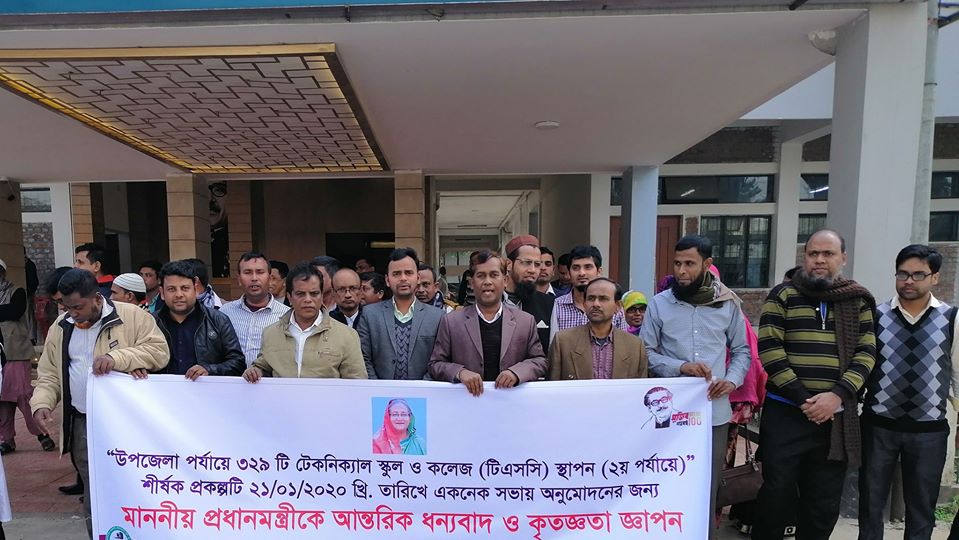 “উপজেলা পর্যায়ে ৩২৯ টি টেকনিক্যাল স্কুল ও কলেজ (টিএসসি) স্থাপন (২য় পর্যায়ে)”
শীর্ষক প্রকল্পটি ২১/০১/২০২০ খ্রি. তারিখে একনেক সভায় অনুমোদনের জন্য
মাননীয় প্রধানমন্ত্রীকে আন্তরিক ধন্যবাদ ও কৃতজ্ঞতা জ্ঞাপন
মুজিব
100